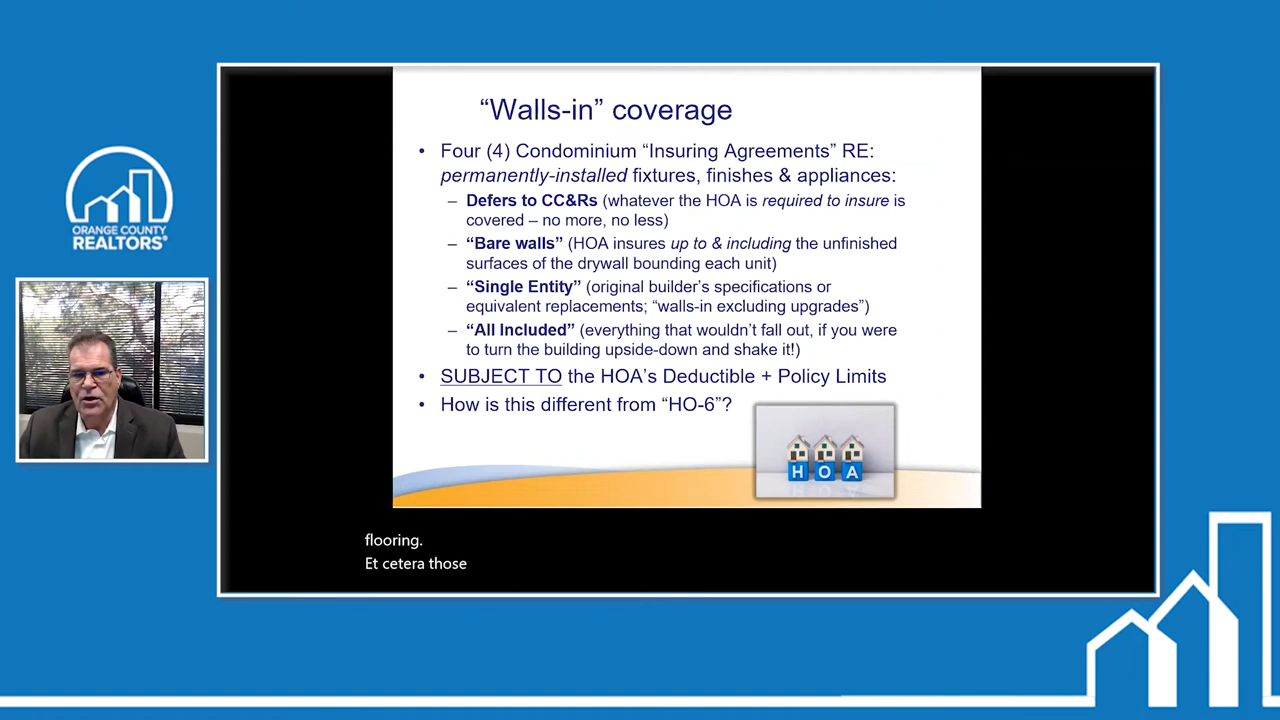 ORANGE COUNTY
REALTORS®
“Walls-in” coverage
• Four (4) Condominium “Insuring Agreements” RE:
permanently-installed fixtures, finishes & appliances:
– Defers to CC&Rs (whatever the HOA is required to insure is
covered – no more, no less)
– “Bare walls” (HOA insures up to & including the unfinished
surfaces of the drywall bounding each unit)
– “Single Entity” (original builder’s specifications or
equivalent replacements; “walls-in excluding upgrades”)
– “All Included” (everything that wouldn’t fall out, if you were
to turn the building upside-down and shake it!)
• SUBJECT TO the HOA’s Deductible + Policy Limits
• How is this different from “HO-6”?
H O A
flooring.
Et cetera those